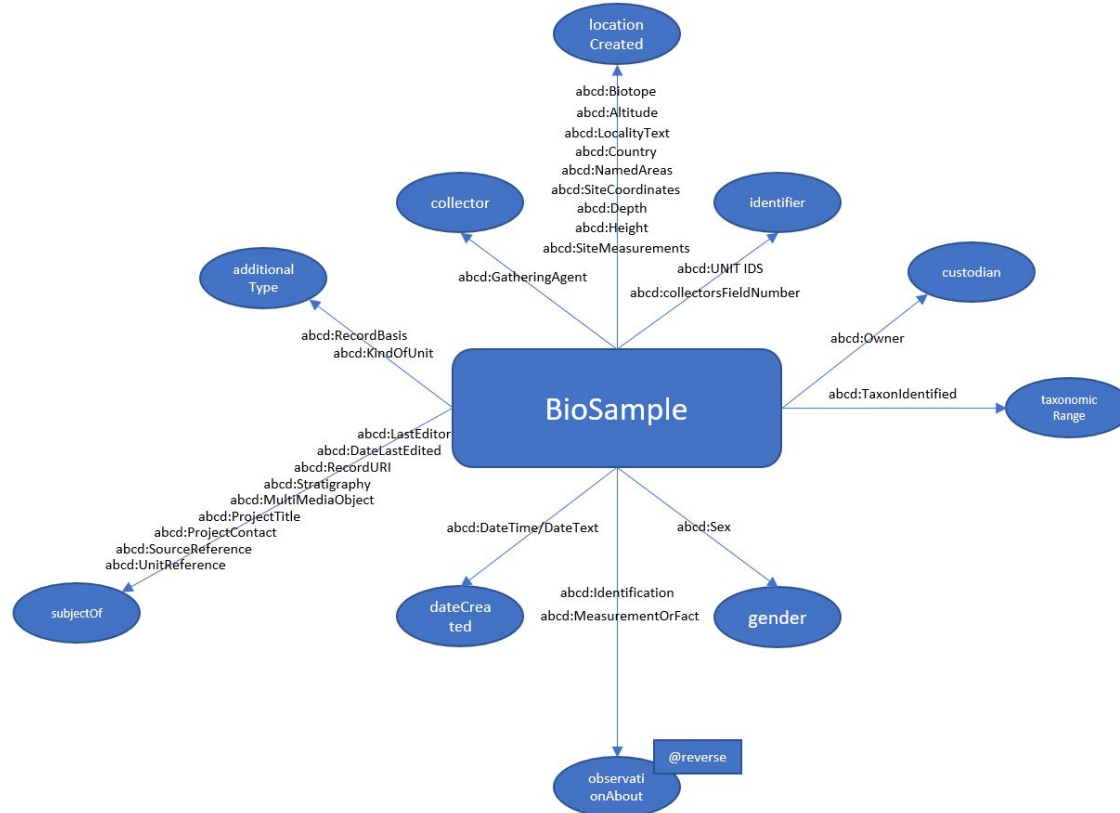 location
Created
abcd:Biotope
abcd:Altitude
abcd:LocalityText
abcd:Country
abcd:NamedAreas
abcd:SiteCoordinates
abcd:Depth
abcd:Height
abcd:SiteMeasurements
collector
abcd:GatheringAgent
identifier
abcd:UNIT IDS
abcd:collectorsFieldNumber
additional
Type
abcd:RecordBasis
abcd:KindOfUnit
custodian
abcd:Owner
abcd:TaxonIdentified
taxonomic
Range
BioSample
abcd:LastEditor
abcd:DateLastEdited
abcd:RecordURI
abcd:Stratigraphy
abcd:MultiMediaObject
abcd:ProjectTitle
abcd:ProjectContact
abcd:SourceReference
abcd:UnitReference
subjectOf
abcd:DateTime/DateText
dateCrea
ted
abcd:Sex
gender
abcd:Identification
abcd:MeasurementOrFact
@reverse
observati
onAbout